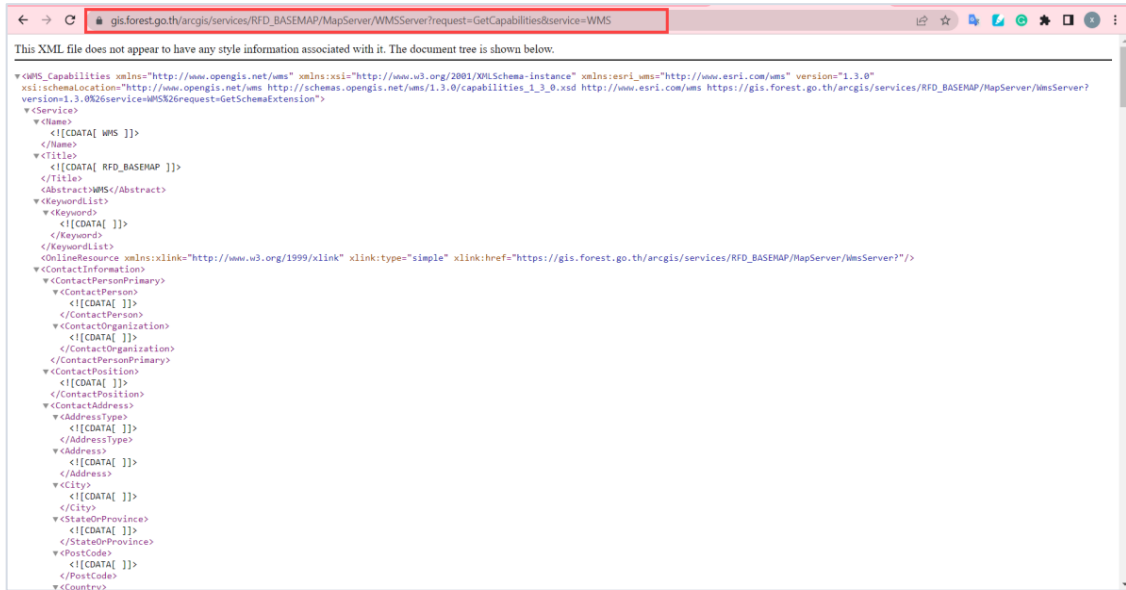 gis.forest.go.th/arcgis/services/RFD_BASEMAP/MapServer/WMSServer?request=GetCapabilities&service=WMS
This XML file does not appear to have any style information associated with it. The document tree is shown below.
▼<WMS_Capabilities xmlns="http://www.opengis.net/wms" xmlns:xsi="http://www.w3.org/2001/XMLSchema-instance" xmlns:esri_wms="http://www.esri.com/wms" version="1.3.0"
xsi:schemaLocation="http://www.opengis.net/wms http://schemas.opengis.net/wms/1.3.0/capabilities_1_3_0.xsd http://www.esri.com/wms https://gis.forest.go.th/arcgis/services/RFD_BASEMAP/MapServer/WmsServer?
version=1.3.0%26service=WMS%26request=GetSchemaExtension">
▼<Service>
▼<Name>
<![CDATA[ WMS ]]>
</Name>
▼<Title>
<![CDATA[ RFD_BASEMAP ]]>
</Title>
<Abstract>WMS</Abstract>
▼<KeywordList>
▼<Keyword>
<![CDATA[ ]]>
</Keyword>
</KeywordList>
<OnlineResource xmlns:xlink="http://www.w3.org/1999/xlink" xlink:type="simple" xlink:href="https://gis.forest.go.th/arcgis/services/RFD_BASEMAP/MapServer/WmsServer?"/>
▼<ContactInformation>
▼<ContactPersonPrimary>
▼<ContactPerson>
<![CDATA[ ]]>
</ContactPerson>
▼<ContactOrganization>
<![CDATA[ ]]>
</ContactOrganization>
</ContactPersonPrimary>
▼<ContactPosition>
<![CDATA[ ]]>
</ContactPosition>
▼<ContactAddress>
▼<AddressType>
<![CDATA[ ]]>
</AddressType>
▼<Address>
<![CDATA[ ]]>
</Address>
▼<City>
<![CDATA[ ]]>
</City>
▼<StateOrProvince>
<![CDATA[ ]]>
</StateOrProvince>
▼<PostCode>
<![CDATA[ ]]>
</PostCode>
▼<Country>